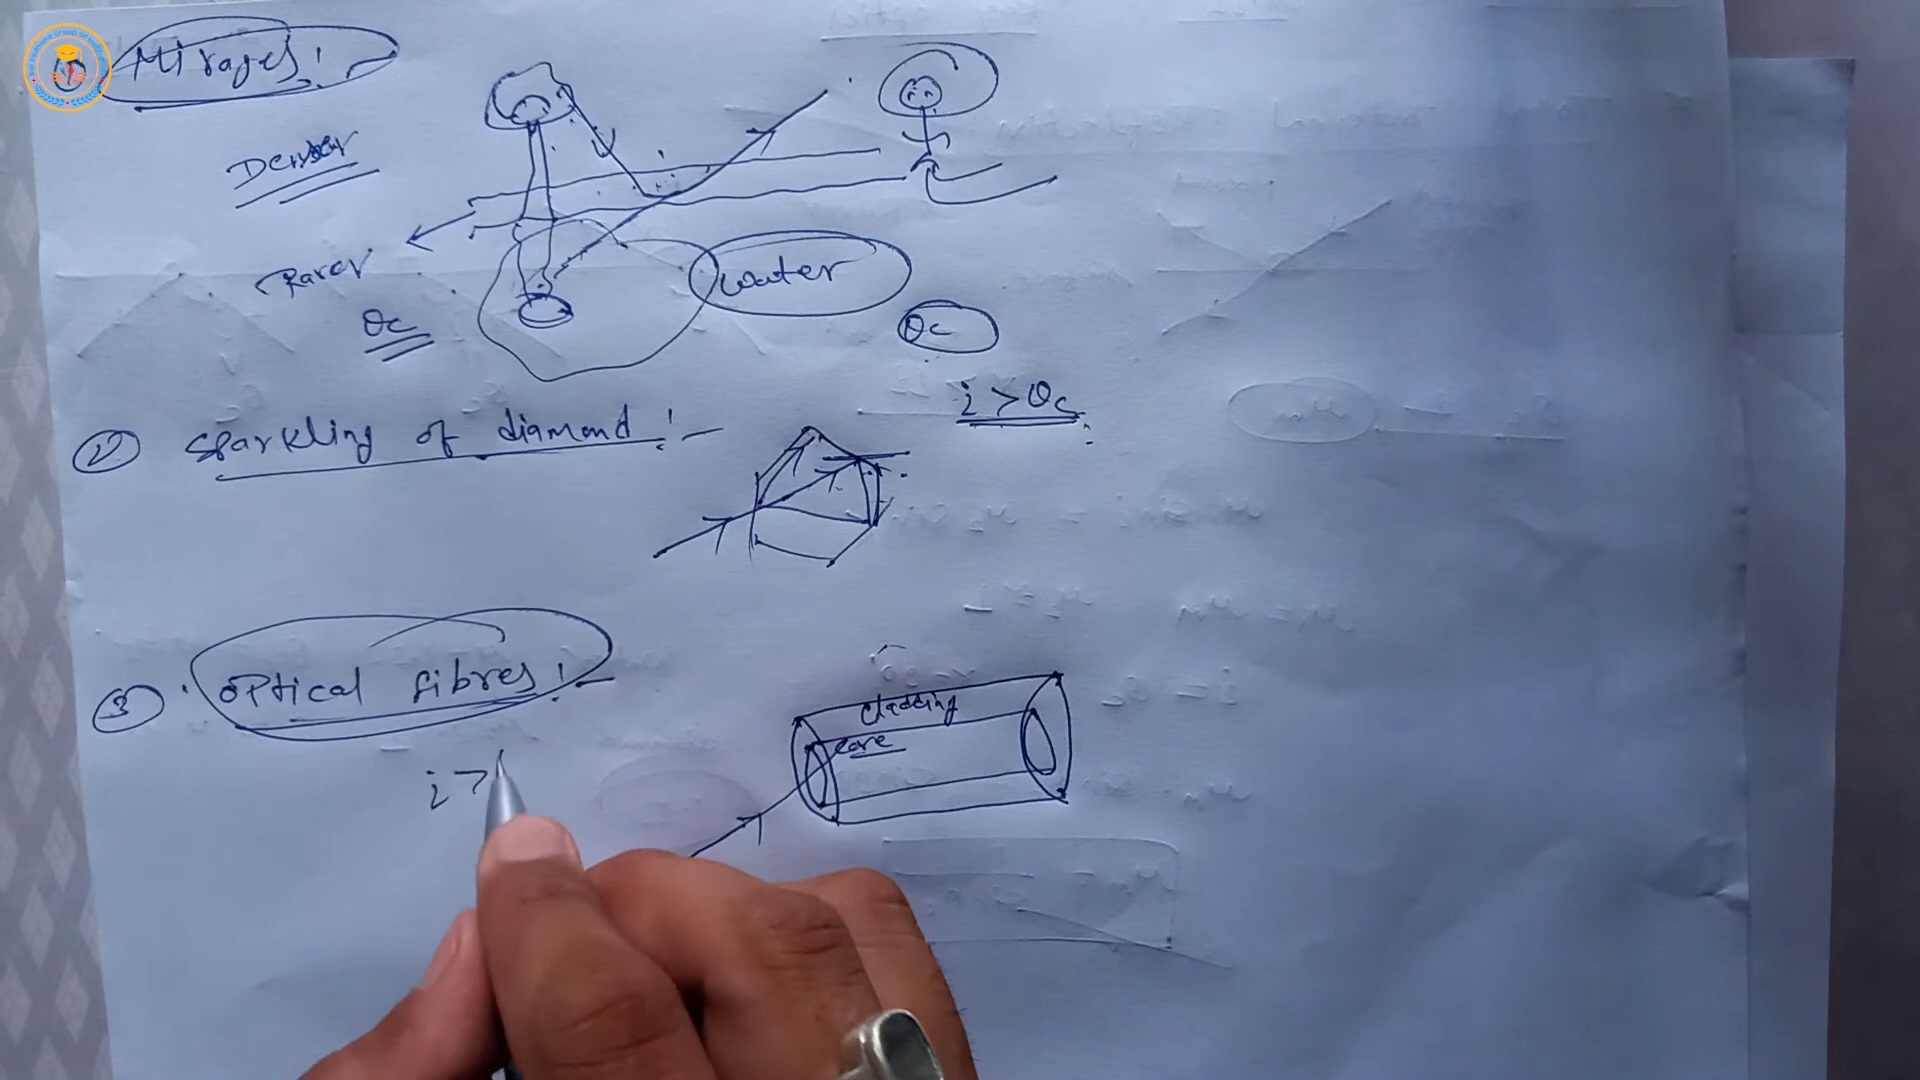 Mirages!
Denser
Rarer
θc
water
θc
i > θc
② sparkling of diamond! -
③ optical fibres! -
cladding
core
i >